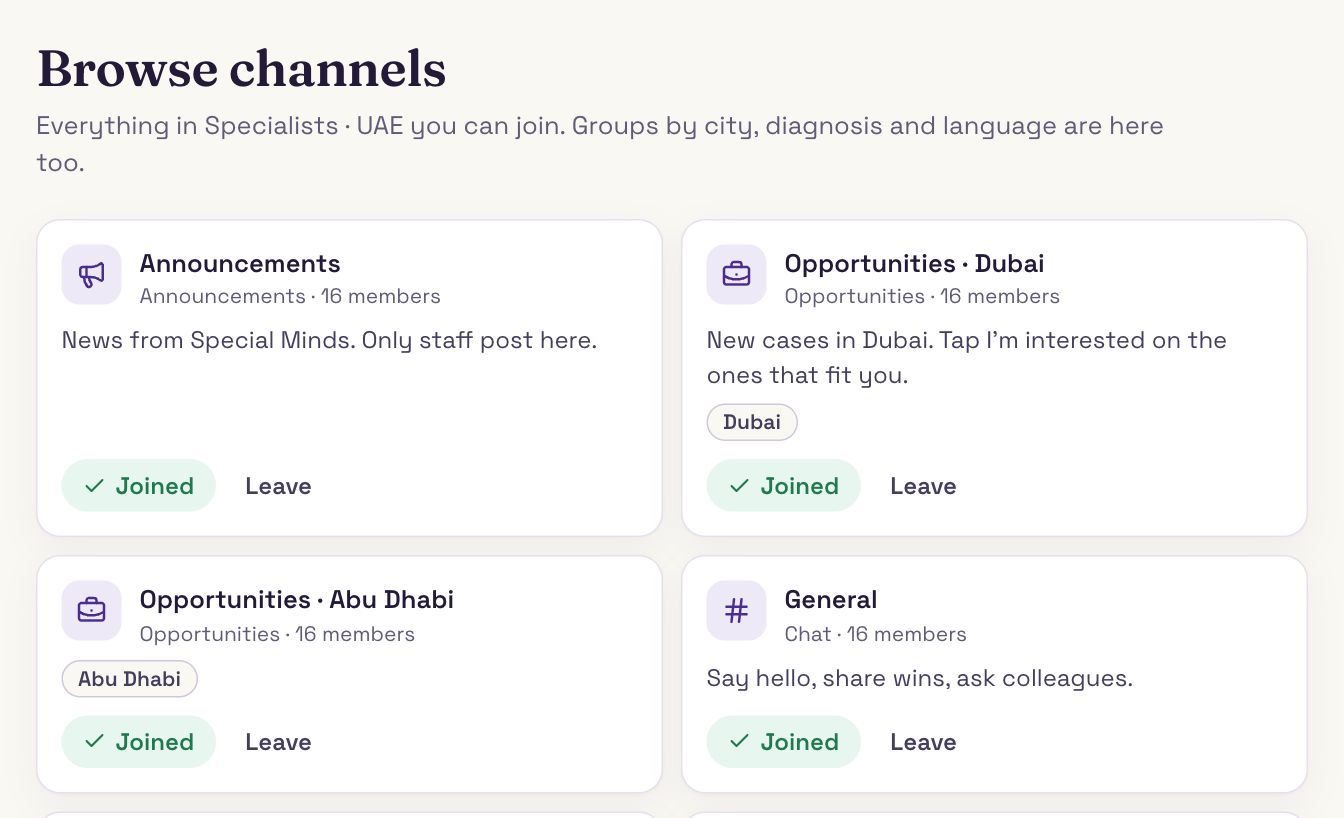 Browse channels
Everything in Specialists · UAE you can join. Groups by city, diagnosis and language are here
too.
Announcements
Announcements · 16 members
News from Special Minds. Only staff post here.
Joined
Leave
Opportunities · Dubai
Opportunities · 16 members
New cases in Dubai. Tap I'm interested on the
ones that fit you.
Dubai
Joined
Leave
Opportunities · Abu Dhabi
Opportunities · 16 members
Abu Dhabi
Joined
Leave
General
Chat · 16 members
Say hello, share wins, ask colleagues.
Joined
Leave